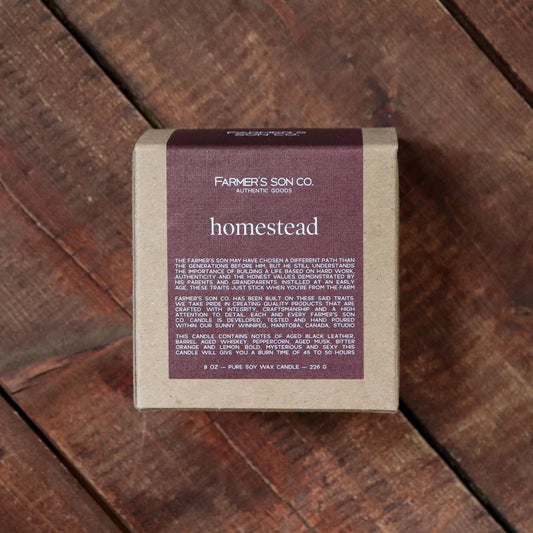 FARMER'S
SON CO.
FARMER'S SON CO.
AUTHENTIC GOODS
homestead
THE FARMER'S SON MAY HAVE CHOSEN A DIFFERENT PATH THAN
THE GENERATIONS BEFORE HIM, BUT HE STILL UNDERSTANDS
THE IMPORTANCE OF BUILDING A LIFE BASED ON HARD WORK,
AUTHENTICITY AND THE HONEST VALUES DEMONSTRATED BY
HIS PARENTS AND GRANDPARENTS INSTILLED AT AN EARLY
AGE, THESE TRAITS JUST STICK WHEN YOU'RE FROM THE FARM
FARMER'S SON CO. HAS BEEN BUILT ON THESE SAID TRAITS.
WE TAKE PRIDE IN CREATING QUALITY PRODUCTS THAT ARE
CRAFTED WITH INTEGRITY, CRAFTSMANSHIP AND A HIGH
ATTENTION TO DETAIL. EACH AND EVERY FARMER'S SON
CO. CANDLE IS DEVELOPED, TESTED AND HAND POURED
WITHIN OUR SUNNY WINNIPEG, MANITOBA, CANADA, STUDIO
THIS CANDLE CONTAINS NOTES OF AGED BLACK LEATHER,
BARREL AGED WHISKEY, PEPPERCORN, AGED MUSK, BITTER
ORANGE AND LEMON. BOLD, MYSTERIOUS AND SEXY THIS
CANDLE WILL GIVE YOU A BURN TIME OF 45 TO 50 HOURS
8 OZ — PURE SOY WAX CANDLE — 226 G